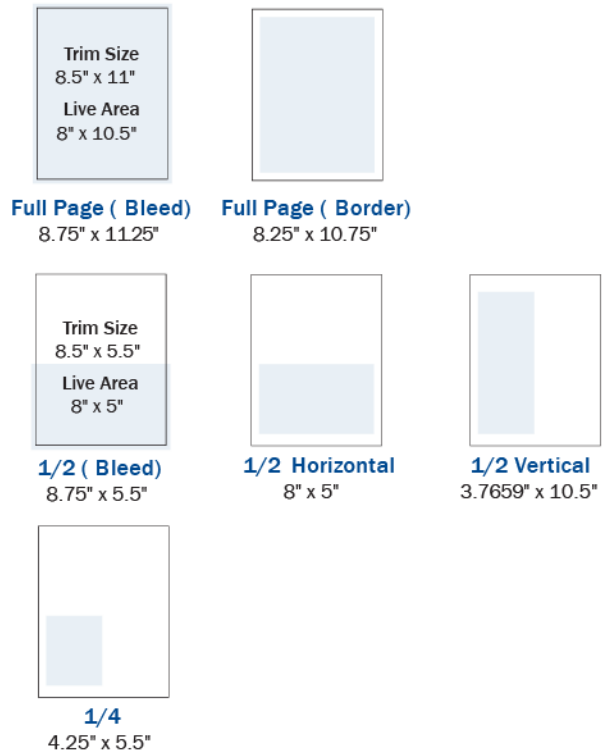 Trim Size
8.5" x 11"
Live Area
8" x 10.5"
Full Page ( Bleed)
8.75" x 11.25"
Full Page ( Border)
8.25" x 10.75"
Trim Size
8.5" x 5.5"
Live Area
8" x 5"
1/2 ( Bleed)
8.75" x 5.5"
1/2 Horizontal
8" x 5"
1/2 Vertical
3.7659" x 10.5"
1/4
4.25" x 5.5"